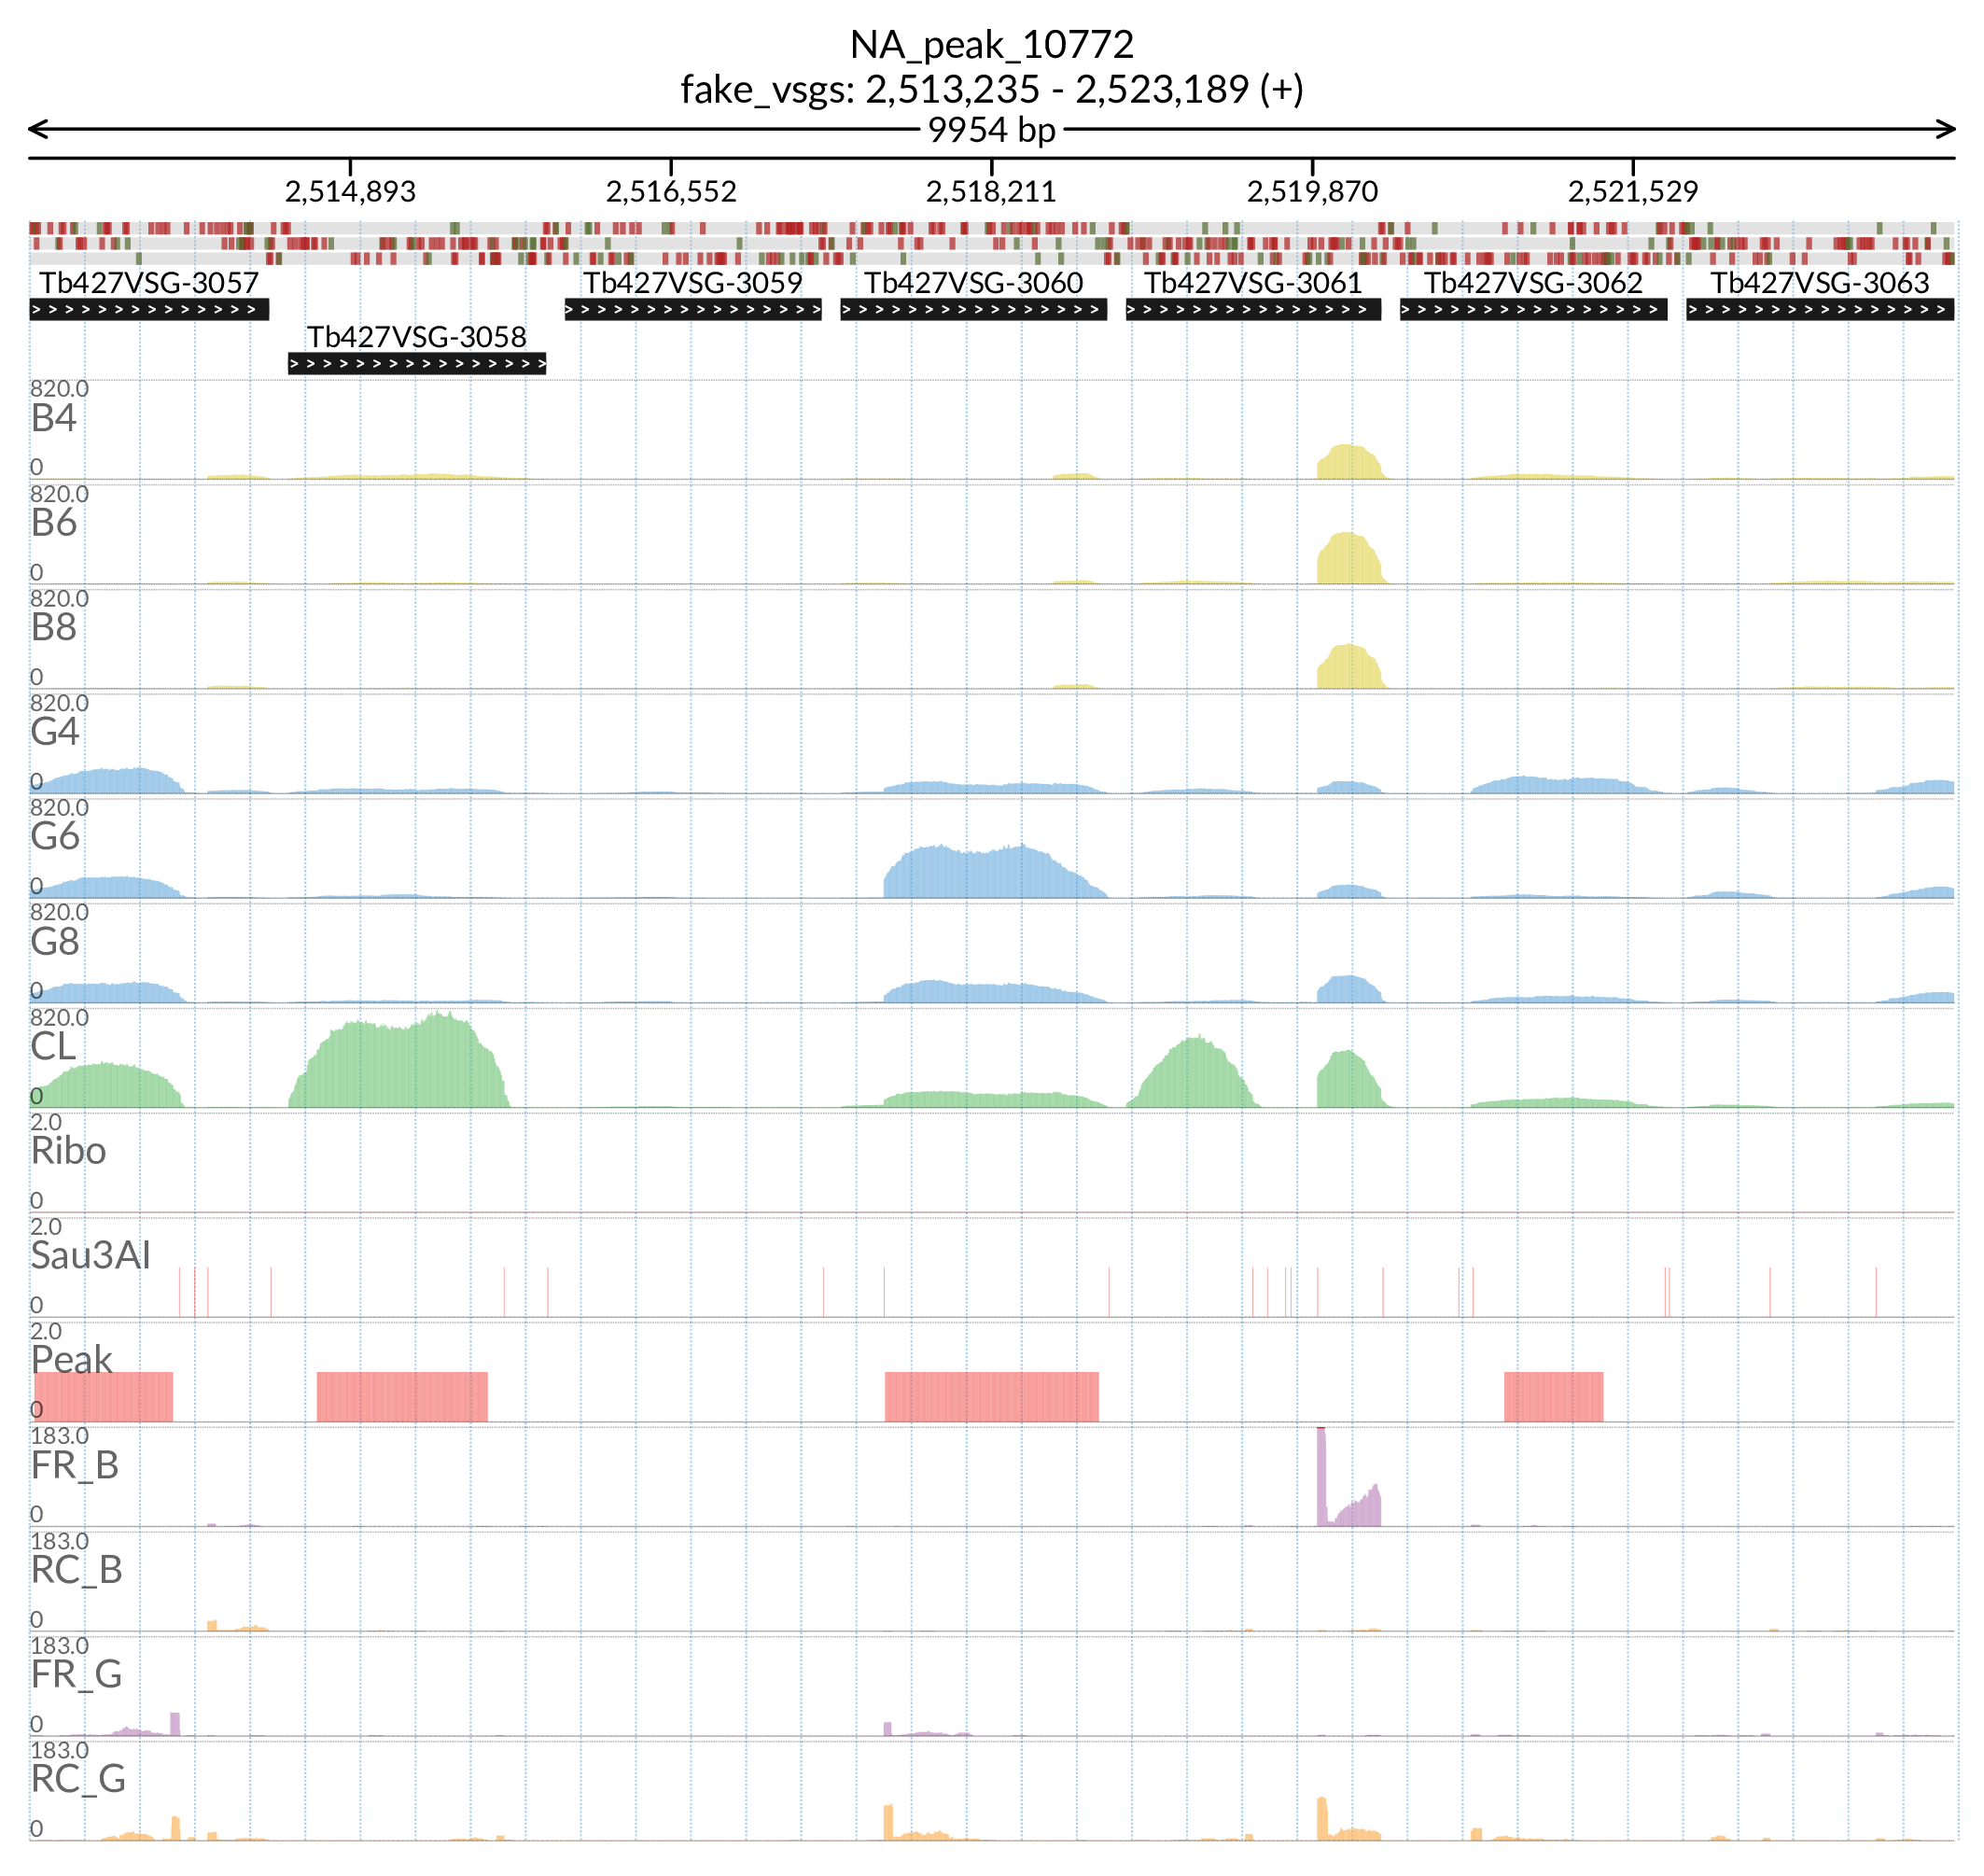 NA_peak_10772
fake_vsgs: 2,513,235 - 2,523,189 (+)
9954 bp
2,514,893 2,516,552 2,518,211 2,519,870 2,521,529
Tb427VSG-3057 Tb427VSG-3059 Tb427VSG-3060 Tb427VSG-3061 Tb427VSG-3062 Tb427VSG-3063
Tb427VSG-3058
820.0
B4
0
820.0
B6
0
820.0
B8
0
820.0
G4
0
820.0
G6
0
820.0
G8
0
820.0
CL
0
2.0
Ribo
0
2.0
Sau3AI
0
2.0
Peak
0
183.0
FR_B
0
183.0
RC_B
0
183.0
FR_G
0
183.0
RC_G
0